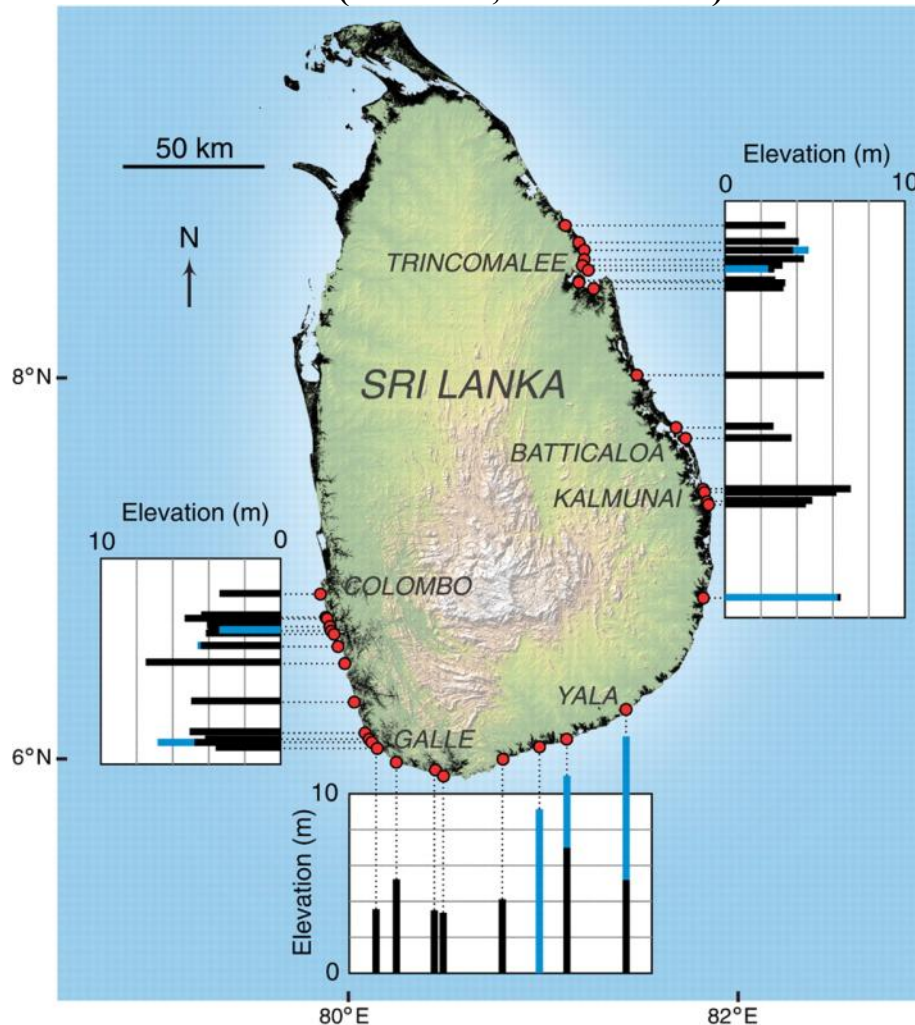 50 km
N
Elevation (m)
0
10
TRINCOMALEE
8°N
SRI LANKA
BATTICALOA
KALMUNAI
Elevation (m)
10
0
COLOMBO
YALA
GALLE
6°N
10
Elevation (m)
0
80°E
82°E